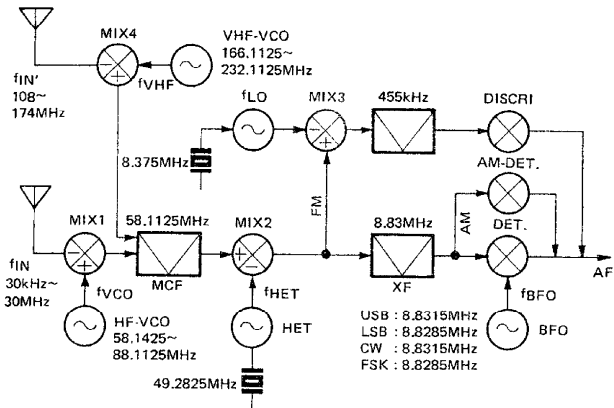 MIX4
VHF-VCO
166.1125~
232.1125MHz
fVHF
fIN'
108~
174MHz
fLO
MIX3
455kHz
DISCRI
8.375MHz
AM-DET.
FM
AM
DET.
MIX1
58.1125MHz
MIX2
8.83MHz
AF
fIN
30kHz~
30MHz
fVCO
MCF
fHET
XF
fBFO
HF-VCO
58.1425~
88.1125MHz
HET
USB : 8.8315MHz
LSB : 8.8285MHz
CW : 8.8315MHz
FSK : 8.8285MHz
BFO
49.2825MHz